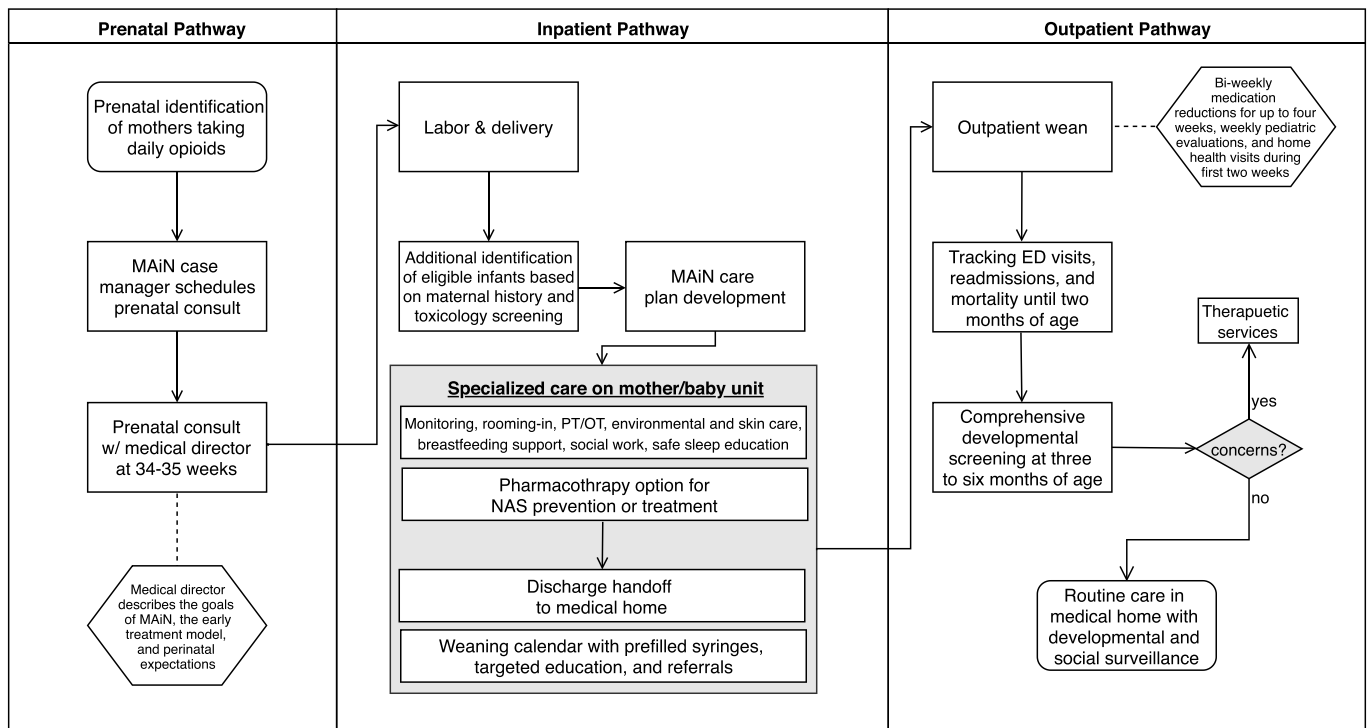 Prenatal Pathway
Inpatient Pathway
Outpatient Pathway
Prenatal identification
of mothers taking
daily opioids
MAiN case
manager schedules
prenatal consult
Prenatal consult
w/ medical director
at 34-35 weeks
Medical director
describes the goals
of MAiN, the early
treatment model,
and perinatal
expectations
Labor & delivery
Additional identification
of eligible infants based
on maternal history and
toxicology screening
MAiN care
plan development
Specialized care on mother/baby unit
Monitoring, rooming-in, PT/OT, environmental and skin care,
breastfeeding support, social work, safe sleep education
Pharmacothrapy option for
NAS prevention or treatment
Discharge handoff
to medical home
Weaning calendar with prefilled syringes,
targeted education, and referrals
Outpatient wean
Bi-weekly
medication
reductions for up to four
weeks, weekly pediatric
evaluations, and home
health visits during
first two weeks
Tracking ED visits,
readmissions, and
mortality until two
months of age
Comprehensive
developmental
screening at three
to six months of age
concerns?
yes
Therapuetic
services
no
Routine care in
medical home with
developmental and
social surveillance